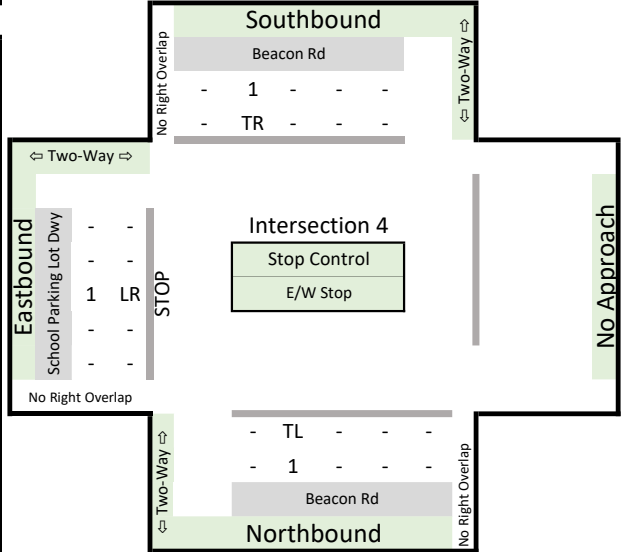 Southbound
Beacon Rd
No Right Overlap
- 1 - - -
- TR - - -
⇦ Two-Way ⇨
⇦ Two-Way ⇨
Eastbound
School Parking Lot Dwy
- -
- -
1 LR
- -
- -
STOP
No Right Overlap
Intersection 4
Stop Control
E/W Stop
No Approach
- TL - - -
- 1 - - -
Beacon Rd
Northbound
⇦ Two-Way ⇨
No Right Overlap